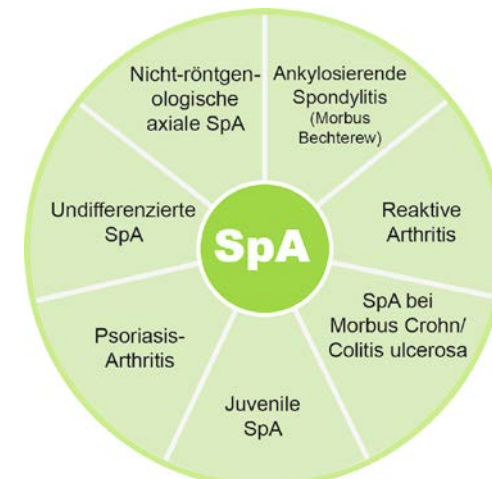 Nicht-röntgen-
ologische
axiale SpA
Ankylosierende
Spondylitis
(Morbus
Bechterew)
Undifferenzierte
SpA
SpA
Reaktive
Arthritis
SpA bei
Morbus Crohn/
Colitis ulcerosa
Psoriasis-
Arthritis
Juvenile
SpA